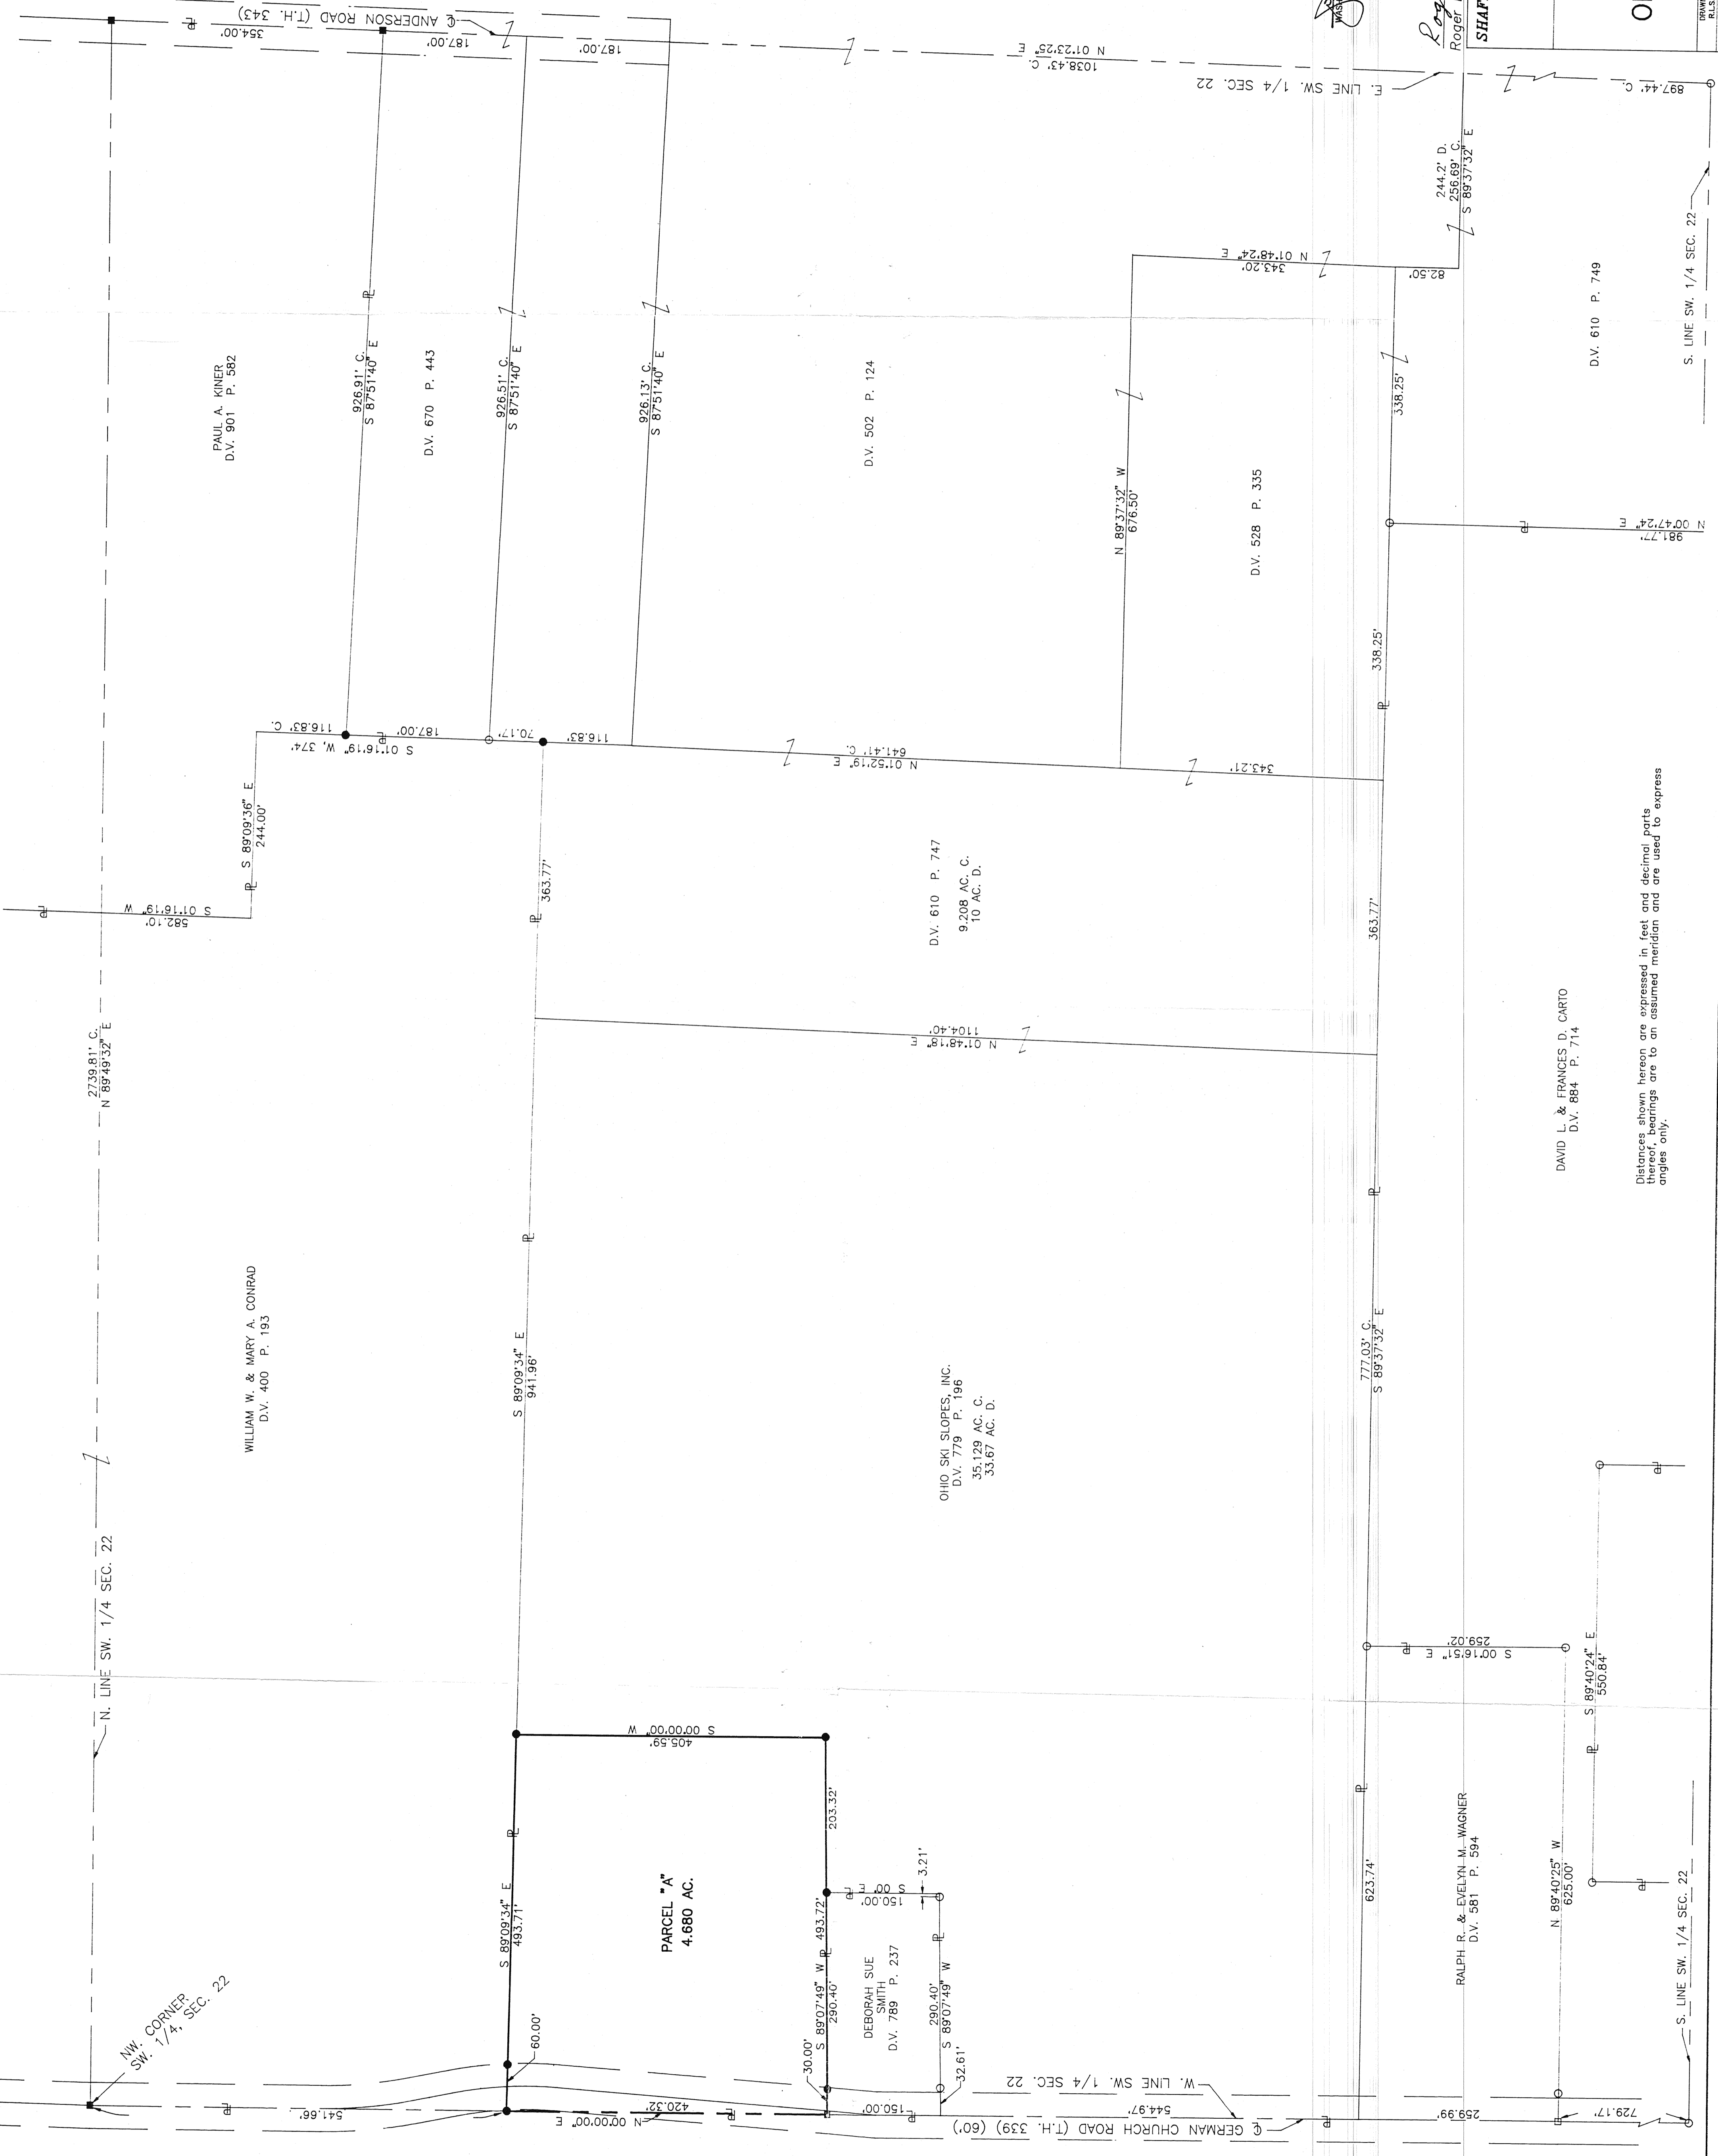 ℄ ANDERSON ROAD (T.H. 343)
354.00'
187.00'
187.00'
N 01°23'25" E
1038.43' C.
E. LINE SW. 1/4 SEC. 22
897.44' C.
PAUL A. KINER
D.V. 901 P. 582
926.91' C.
S 87°51'40" E
D.V. 670 P. 443
926.51' C.
S 87°51'40" E
926.13' C.
S 87°51'40" E
D.V. 502 P. 124
N 01°48'24" E
343.20'
82.50'
244.2' D.
256.69' C.
S 89°37'32" E
S. LINE SW. 1/4 SEC. 22
D.V. 610 P. 749
N 89°37'32" W
676.50'
D.V. 528 P. 335
338.25'
338.25'
N 00°47'24" E
981.77'
116.83' C.
S 01°16'19" W, 374'
187.00'
70.17'
116.83'
641.41' C.
N 01°52'19" E
343.21'
S 89°09'36" E
244.00'
S 01°16'19" W
582.10'
363.77'
D.V. 610 P. 747
9.208 AC. C.
10 AC. D.
363.77'
2739.81' C.
N 89°49'32" E
1104.40'
N 01°48'18" E
WILLIAM W. & MARY A. CONRAD
D.V. 400 P. 193
S 89°09'34" E
941.96'
OHIO SKI SLOPES, INC.
D.V. 779 P. 196
35.129 AC. C.
33.67 AC. D.
777.03' C.
S 89°37'32" E
DAVID L. & FRANCES D. CARTO
D.V. 884 P. 714
Distances shown hereon are expressed in feet and decimal parts
thereof, bearings are to an assumed meridian and are used to express
angles only.
N. LINE SW. 1/4 SEC. 22
S 00°00'00" W
405.59'
S 00°16'51" E
259.02'
S 89°40'24" E
550.84'
NW. CORNER
SW. 1/4, SEC. 22
S 89°09'34" E
493.71'
60.00'
PARCEL "A"
4.680 AC.
203.32'
S 89°07'49" W 493.72'
290.40'
30.00'
S 00° E
150.00'
3.21'
DEBORAH SUE
SMITH
D.V. 789 P. 237
290.40'
S 89°07'49" W
32.61'
623.74'
RALPH R. & EVELYN M. WAGNER
D.V. 581 P. 594
N 89°40'25" W
625.00'
S. LINE SW. 1/4 SEC. 22
541.66'
420.32'
N 00°00'00" E
150.00'
W. LINE SW 1/4 SEC. 22
544.97'
℄ GERMAN CHURCH ROAD (T.H. 339) (60')
259.99'
729.17'
Roger
SHAF
R.L.S.